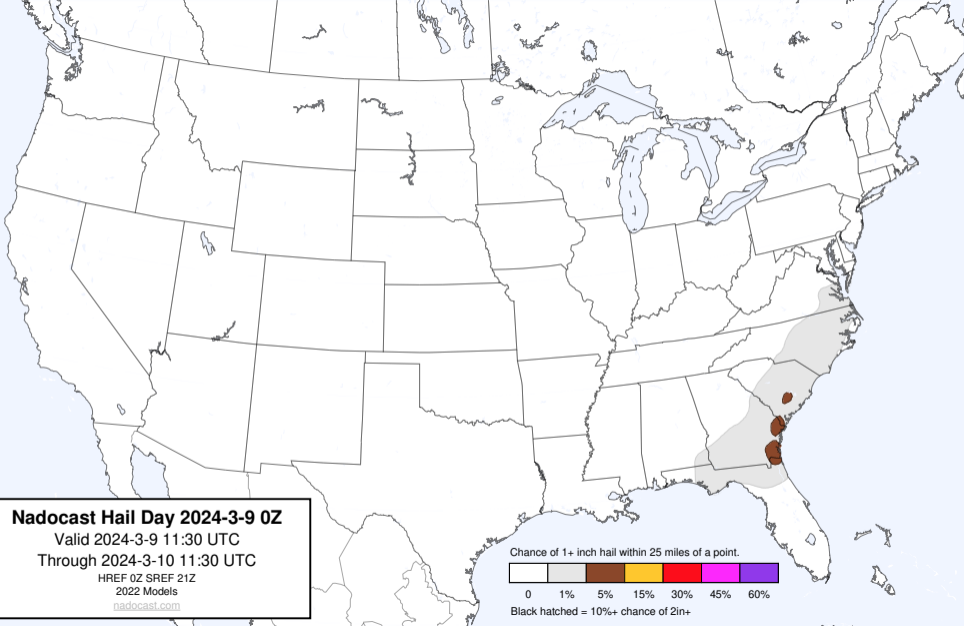 Nadocast Hail Day 2024-3-9 0Z
Valid 2024-3-9 11:30 UTC
Through 2024-3-10 11:30 UTC
HREF 0Z SREF 21Z
2022 Models
nadocast.com
Chance of 1+ inch hail within 25 miles of a point.
0 1% 5% 15% 30% 45% 60%
Black hatched = 10%+ chance of 2in+